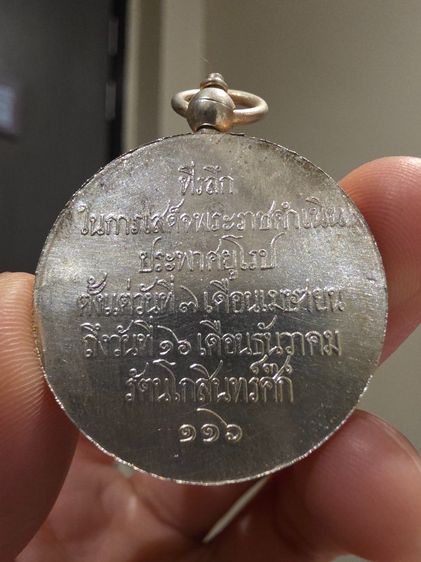 ที่รฤก
ในการเสด็จพระราชดำเนิน
ประพาศยุโรป
ตั้งแต่วันที่ ๗ เดือนเมษายน
ถึงวันที่ ๑๖ เดือนธันวาคม
รัตนโกสินทร์ศ๊ก
๑๑๖